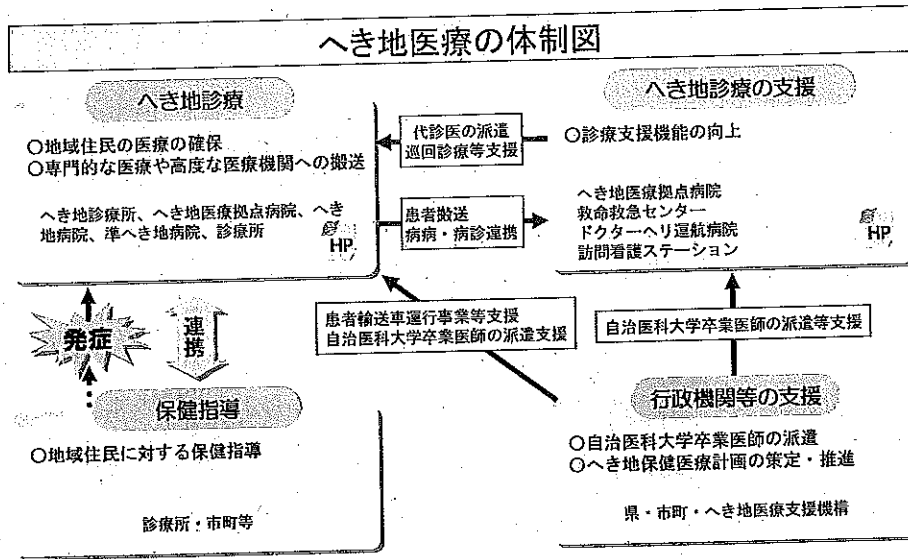 へき地医療の体制図
へき地診療
○地域住民の医療の確保
○専門的な医療や高度な医療機関への搬送
へき地診療所、へき地医療拠点病院、へき
地病院、準へき地病院、診療所
HP
代診医の派遣
巡回診療等支援
患者搬送
病病・病診連携
へき地診療の支援
○診療支援機能の向上
へき地医療拠点病院
救命救急センター
ドクターヘリ運航病院
訪問看護ステーション
HP
発症
連携
患者輸送車運行事業等支援
自治医科大学卒業医師の派遣支援
自治医科大学卒業医師の派遣等支援
保健指導
○地域住民に対する保健指導
診療所・市町等
行政機関等の支援
○自治医科大学卒業医師の派遣
○へき地保健医療計画の策定・推進
県・市町・へき地医療支援機構